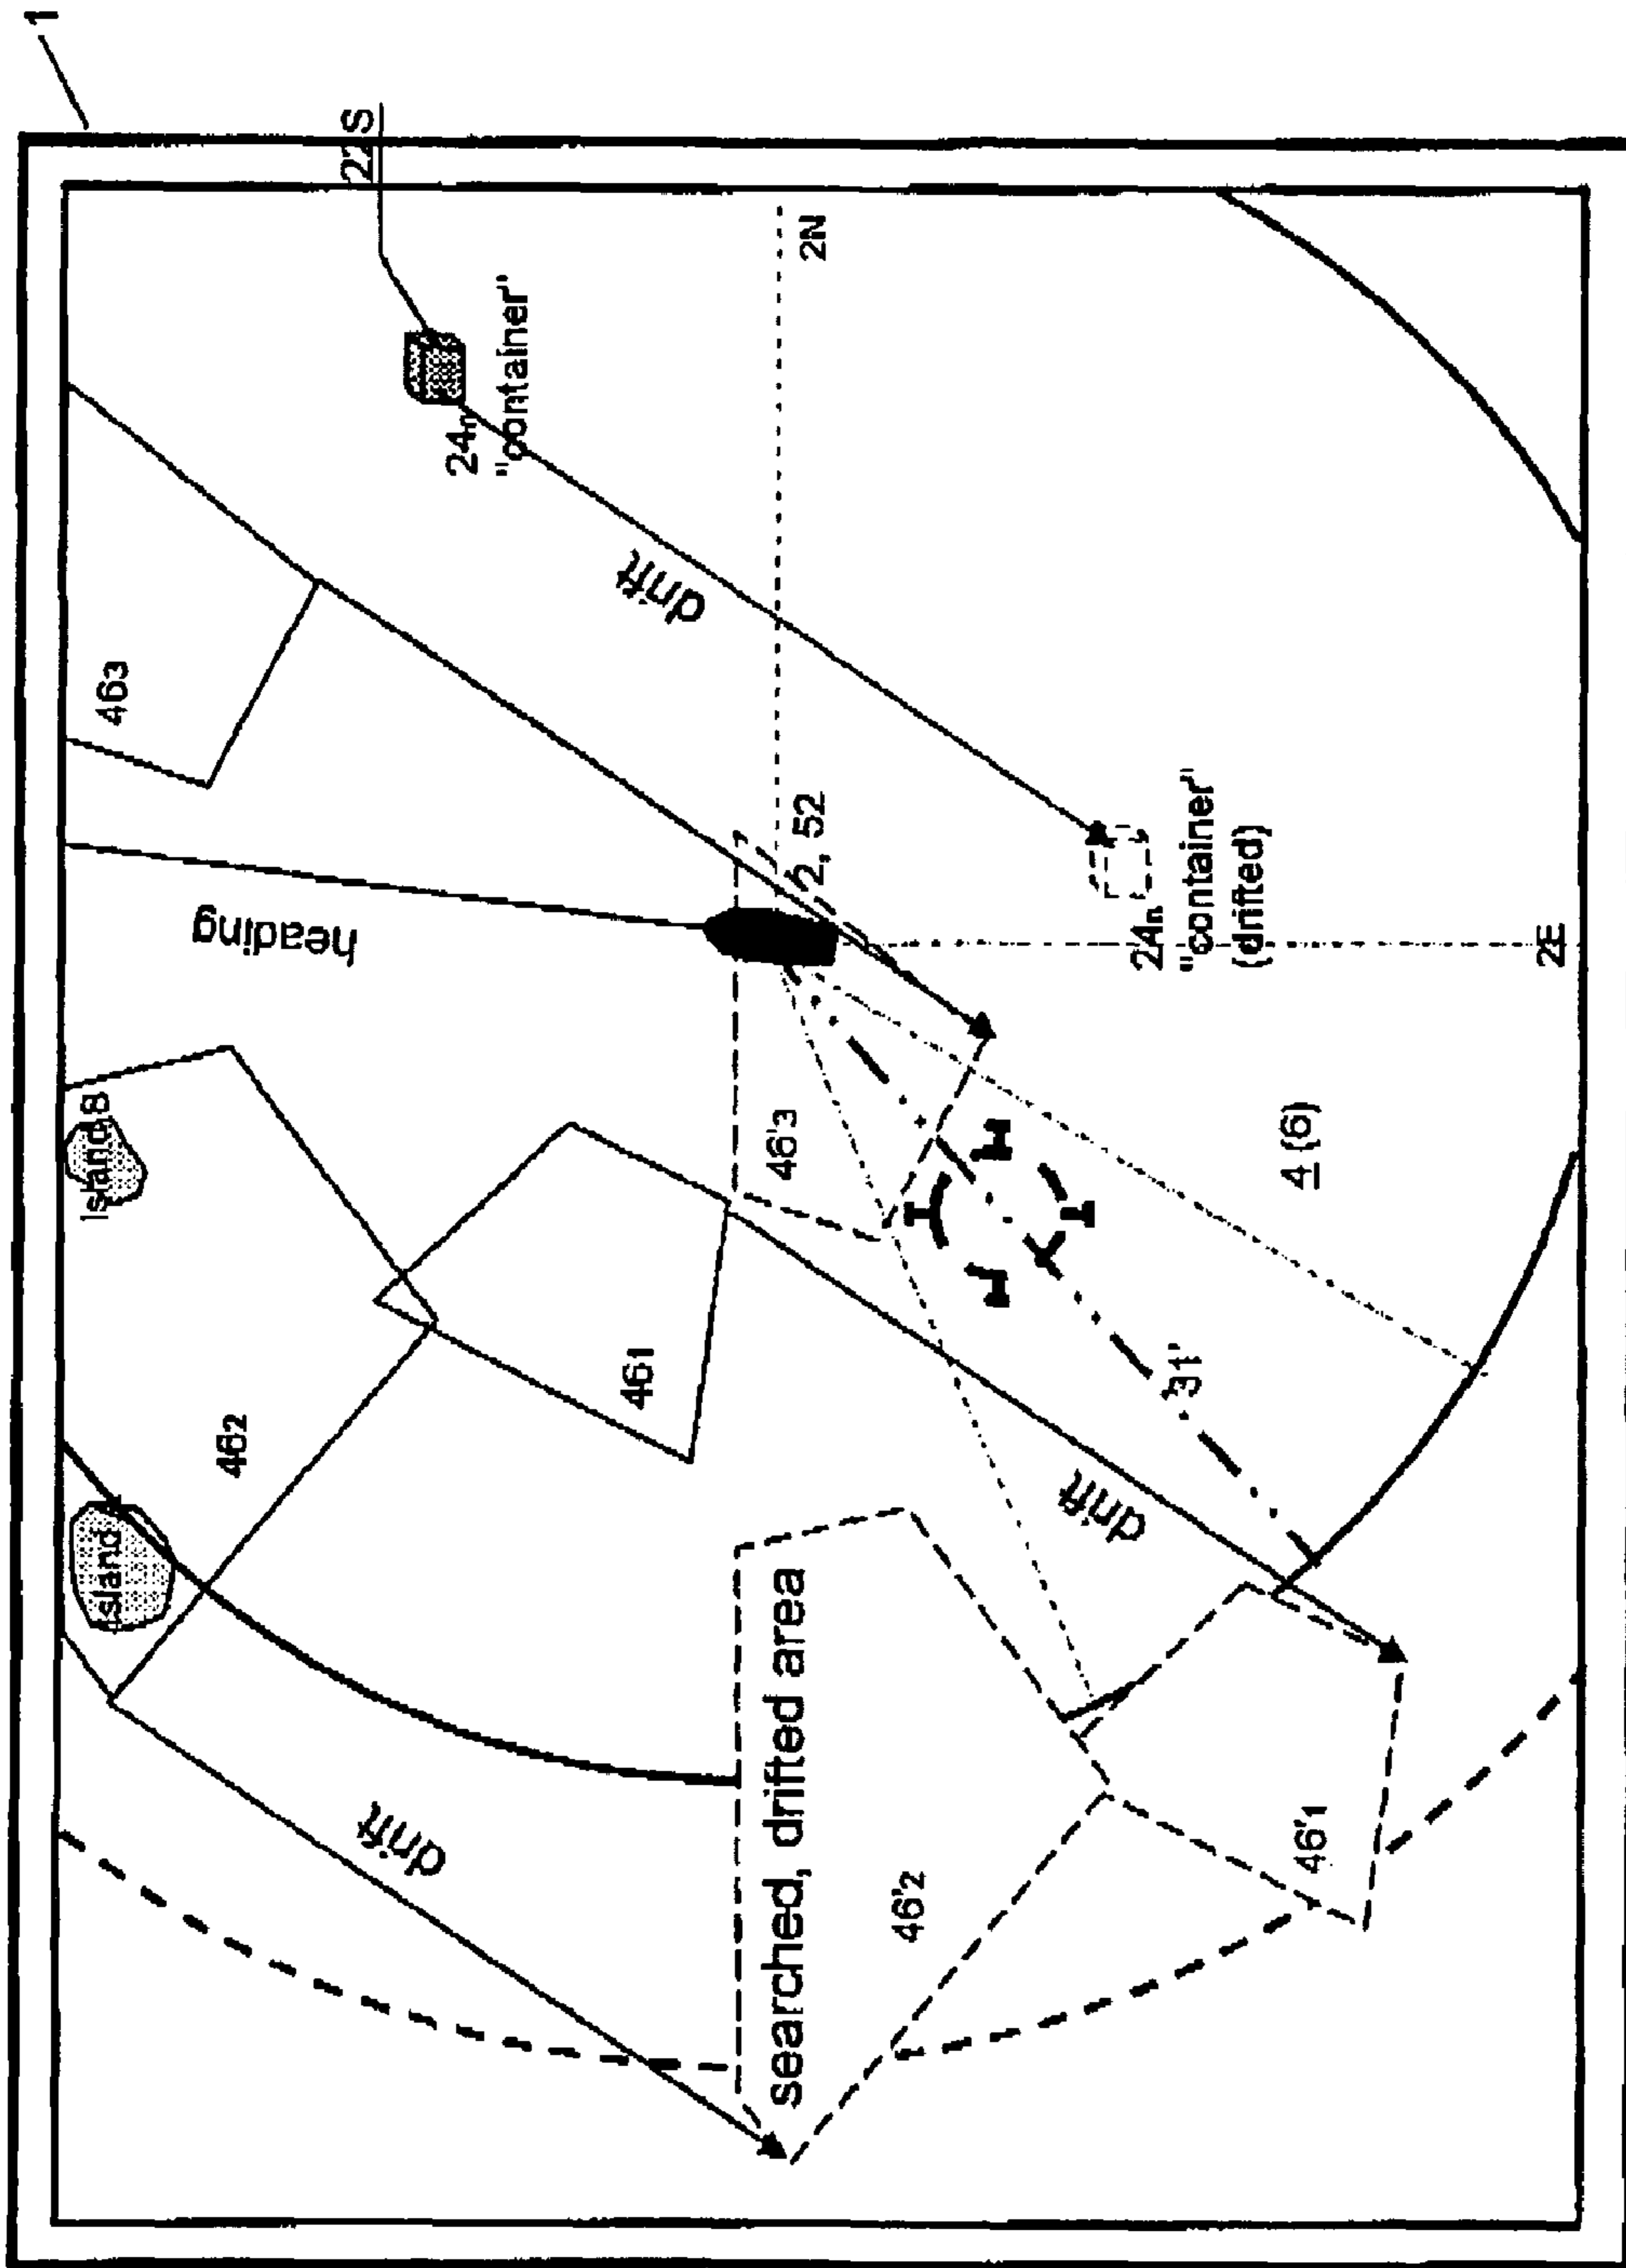 1
Island
Island 8
46₃
46₂
heading
22S
drift
24ₙ
"container"
46₁
drift
searched, drifted area
46'₃
2, 52
2N
46'₂
drift
24ₙ
"container"
(drifted)
31'
4 (6)
46'₁
2E